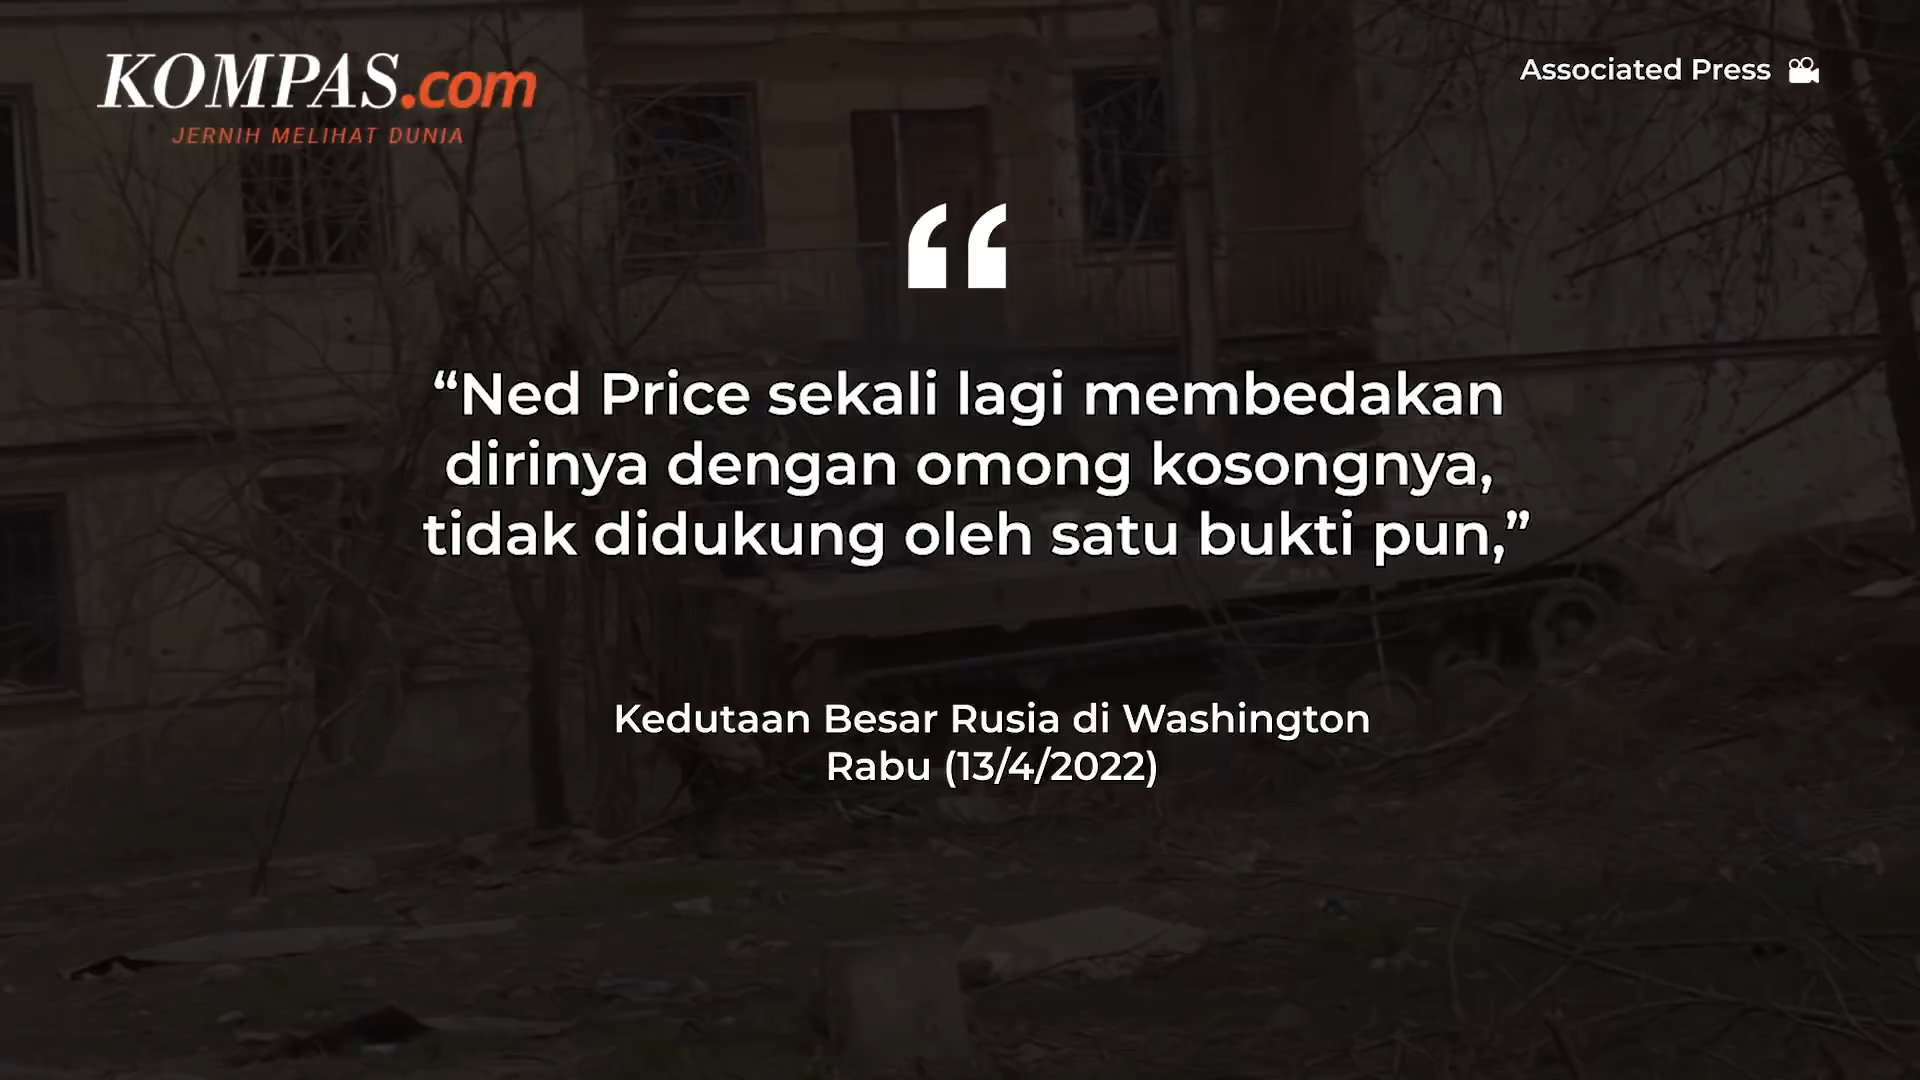 KOMPAS.com
JERNIH MELIHAT DUNIA
Associated Press
“Ned Price sekali lagi membedakan
dirinya dengan omong kosongnya,
tidak didukung oleh satu bukti pun,”
Kedutaan Besar Rusia di Washington
Rabu (13/4/2022)